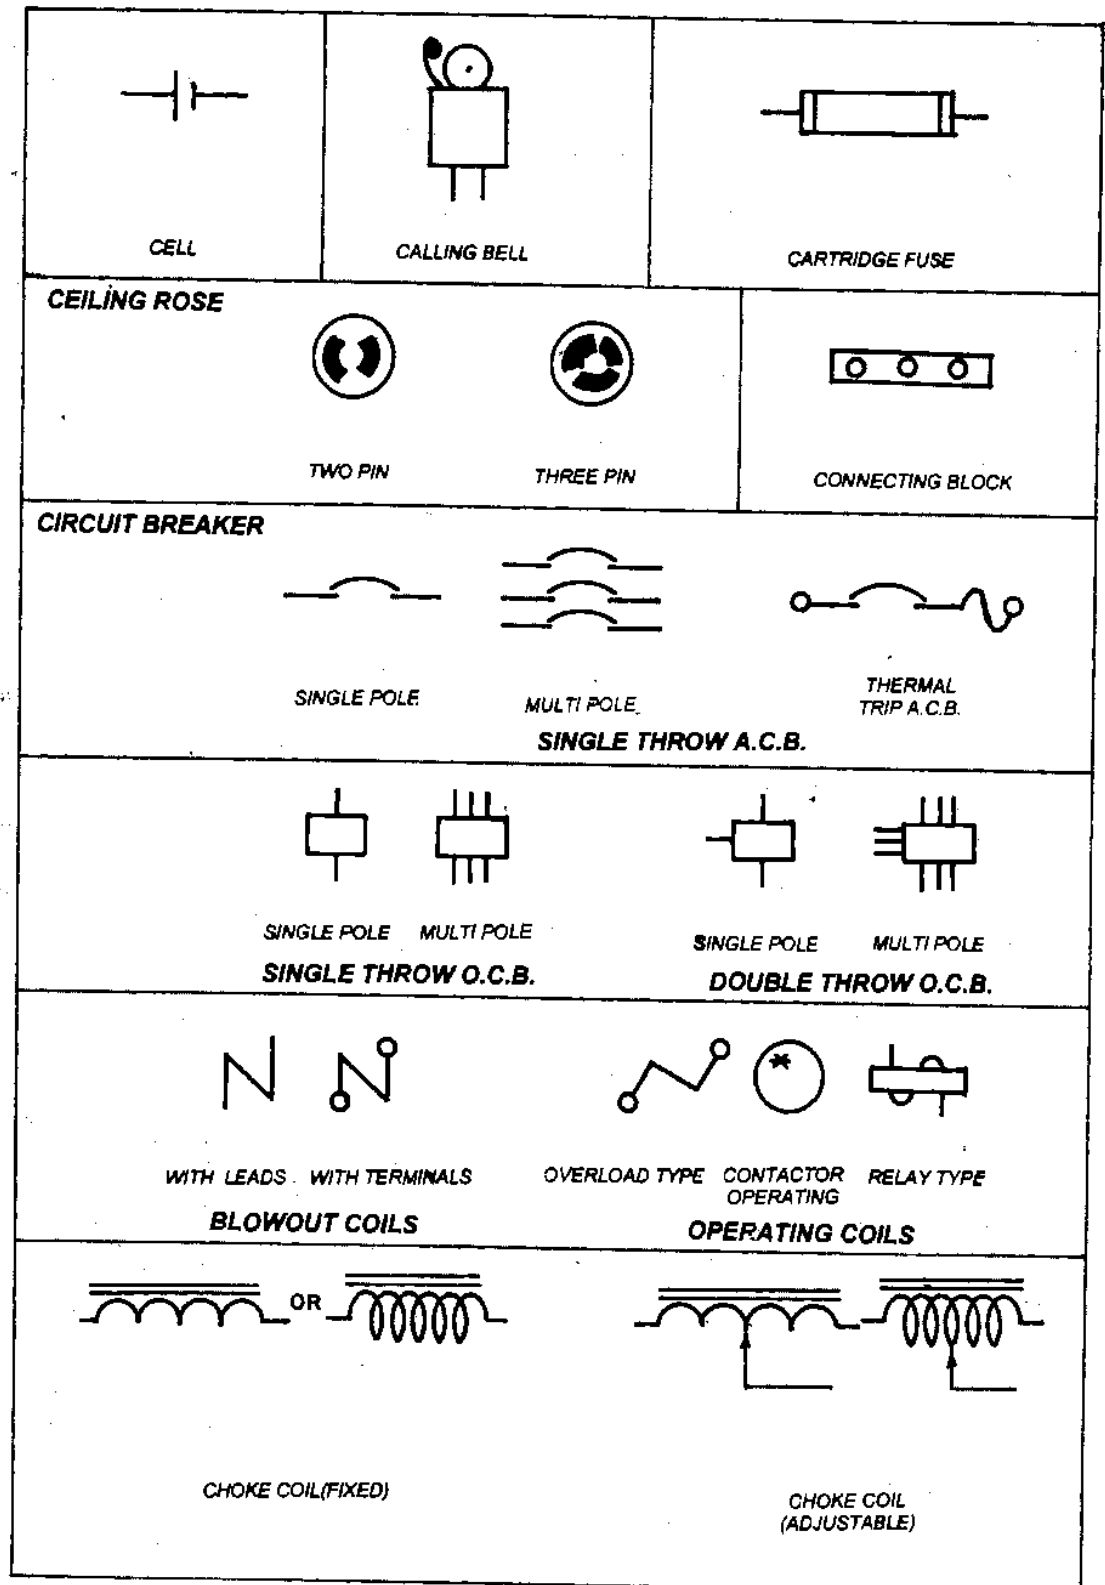 CELL
CALLING BELL
CARTRIDGE FUSE
CEILING ROSE
TWO PIN
THREE PIN
CONNECTING BLOCK
CIRCUIT BREAKER
SINGLE POLE
MULTI POLE
THERMAL
TRIP A.C.B.
SINGLE THROW A.C.B.
SINGLE POLE
MULTI POLE
SINGLE THROW O.C.B.
SINGLE POLE
MULTI POLE
DOUBLE THROW O.C.B.
WITH LEADS
WITH TERMINALS
BLOWOUT COILS
OVERLOAD TYPE
CONTACTOR
OPERATING
RELAY TYPE
OPERATING COILS
OR
CHOKE COIL(FIXED)
CHOKE COIL
(ADJUSTABLE)